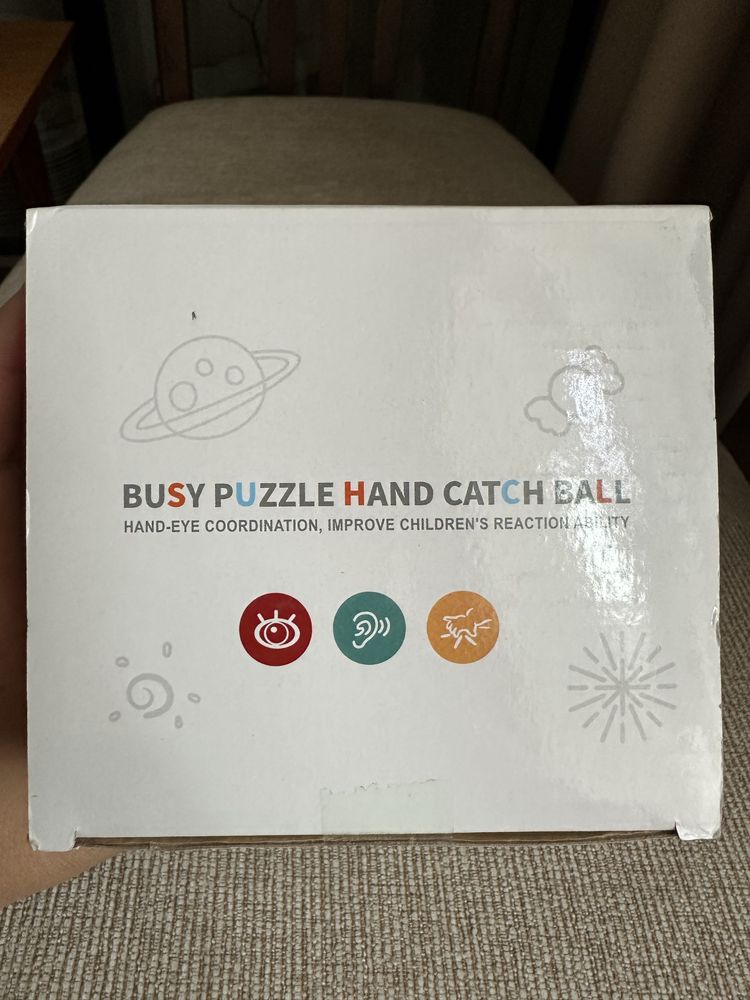 BUSY PUZZLE HAND CATCH BALL
HAND-EYE COORDINATION, IMPROVE CHILDREN'S REACTION ABILITY